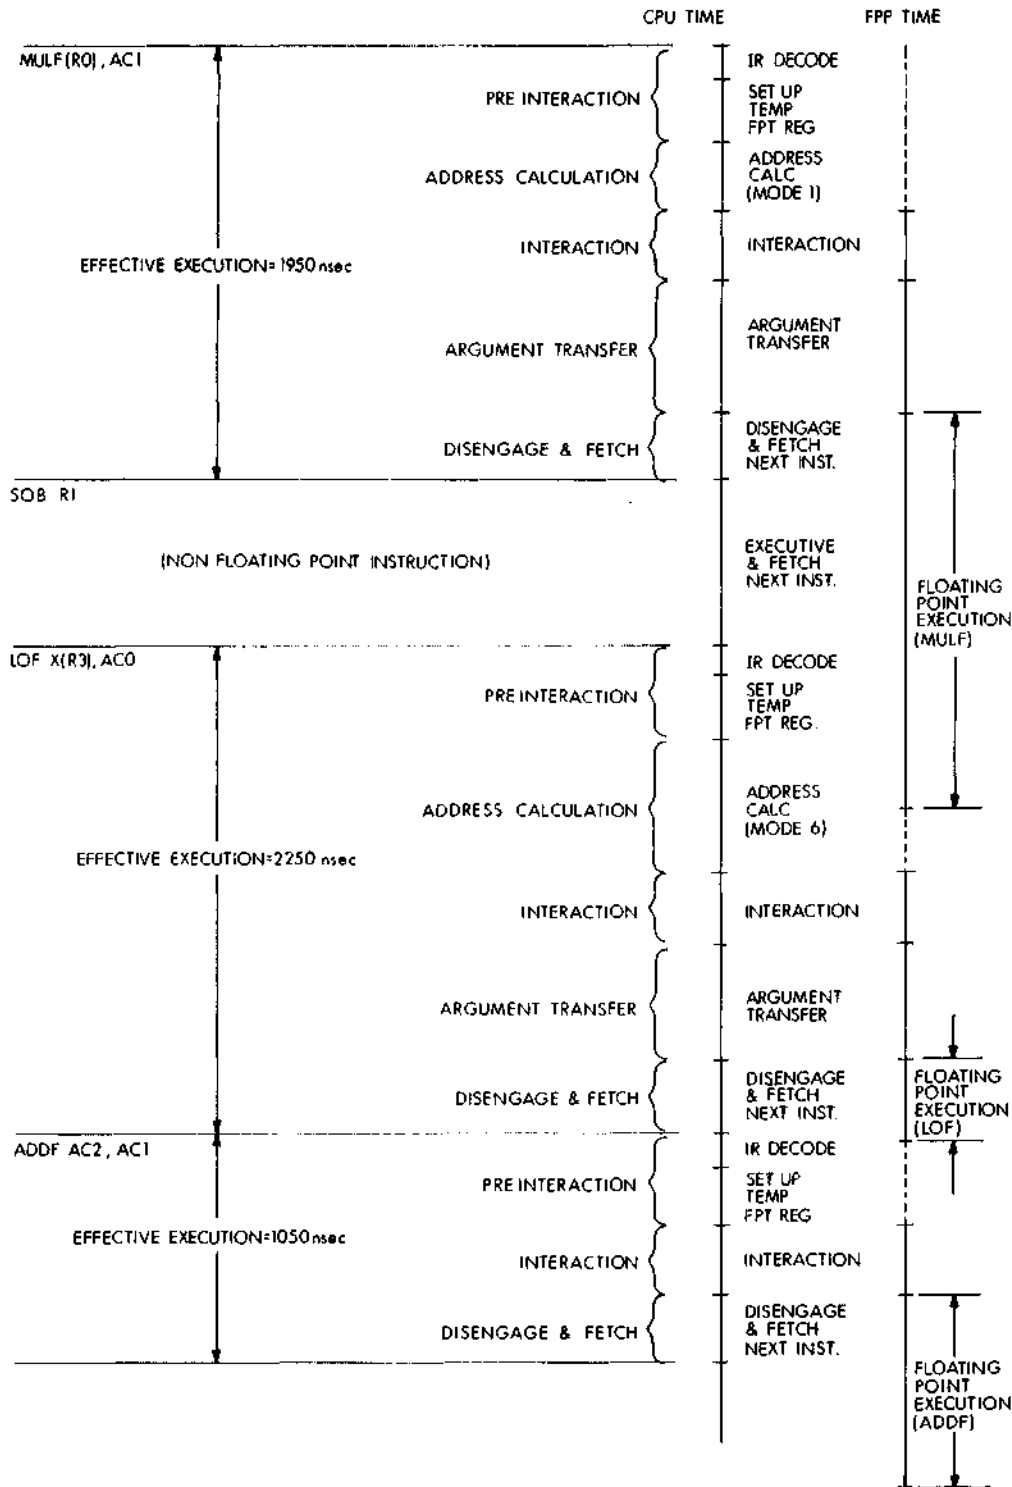 CPU TIME
FPP TIME
MULF(R0), AC1
IR DECODE
PRE INTERACTION
SET UP
TEMP
FPT REG
ADDRESS CALCULATION
ADDRESS
CALC
(MODE 1)
INTERACTION
INTERACTION
EFFECTIVE EXECUTION=1950 nsec
ARGUMENT TRANSFER
ARGUMENT
TRANSFER
DISENGAGE & FETCH
DISENGAGE
& FETCH
NEXT INST.
SOB R1
(NON FLOATING POINT INSTRUCTION)
EXECUTIVE
& FETCH
NEXT INST.
FLOATING
POINT
EXECUTION
(MULF)
LOF X(R3), AC0
IR DECODE
PRE INTERACTION
SET UP
TEMP
FPT REG.
ADDRESS CALCULATION
ADDRESS
CALC
(MODE 6)
EFFECTIVE EXECUTION=2250 nsec
INTERACTION
INTERACTION
ARGUMENT TRANSFER
ARGUMENT
TRANSFER
DISENGAGE & FETCH
DISENGAGE
& FETCH
NEXT INST.
FLOATING
POINT
EXECUTION
(LOF)
ADDF AC2, AC1
IR DECODE
PRE INTERACTION
SET UP
TEMP
FPT REG
EFFECTIVE EXECUTION=1050 nsec
INTERACTION
INTERACTION
DISENGAGE & FETCH
DISENGAGE
& FETCH
NEXT INST.
FLOATING
POINT
EXECUTION
(ADDF)